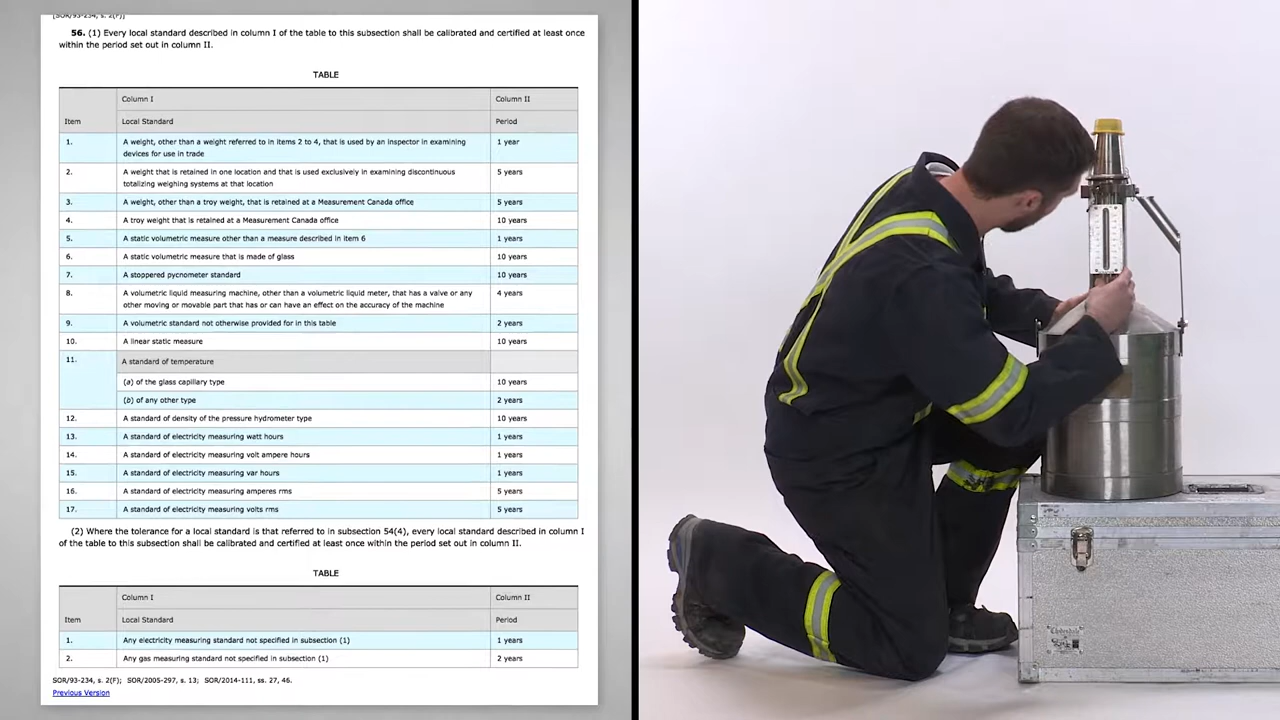 [SOR/93-234, s. 2(F)]
56. (1) Every local standard described in column I of the table to this subsection shall be calibrated and certified at least once
within the period set out in column II.
TABLE
Column I Column II
Item Local Standard Period
1. A weight, other than a weight referred to in items 2 to 4, that is used by an inspector in examining 1 year
devices for use in trade
2. A weight that is retained in one location and that is used exclusively in examining discontinuous 5 years
totalizing weighing systems at that location
3. A weight, other than a troy weight, that is retained at a Measurement Canada office 5 years
4. A troy weight that is retained at a Measurement Canada office 10 years
5. A static volumetric measure other than a measure described in item 6 1 years
6. A static volumetric measure that is made of glass 10 years
7. A stoppered pycnometer standard 10 years
8. A volumetric liquid measuring machine, other than a volumetric liquid meter, that has a valve or any 4 years
other moving or movable part that has or can have an effect on the accuracy of the machine
9. A volumetric standard not otherwise provided for in this table 2 years
10. A linear static measure 10 years
11. A standard of temperature
(a) of the glass capillary type 10 years
(b) of any other type 2 years
12. A standard of density of the pressure hydrometer type 10 years
13. A standard of electricity measuring watt hours 1 years
14. A standard of electricity measuring volt ampere hours 1 years
15. A standard of electricity measuring var hours 1 years
16. A standard of electricity measuring amperes rms 5 years
17. A standard of electricity measuring volts rms 5 years
(2) Where the tolerance for a local standard is that referred to in subsection 54(4), every local standard described in column I
of the table to this subsection shall be calibrated and certified at least once within the period set out in column II.
TABLE
Column I Column II
Item Local Standard Period
1. Any electricity measuring standard not specified in subsection (1) 1 years
2. Any gas measuring standard not specified in subsection (1) 2 years
SOR/93-234, s. 2(F); SOR/2005-297, s. 13; SOR/2014-111, ss. 27, 46.
Previous Version